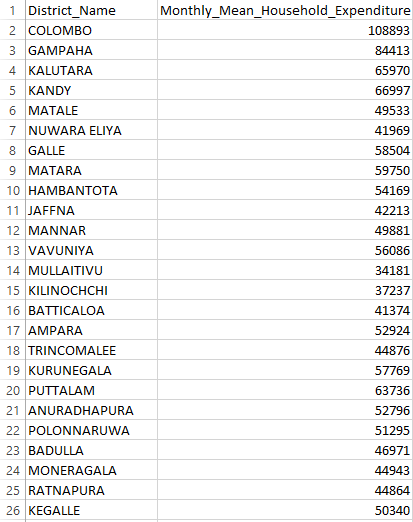 1 District_Name Monthly_Mean_Household_Expenditure
2 COLOMBO 108893
3 GAMPAHA 84413
4 KALUTARA 65970
5 KANDY 66997
6 MATALE 49533
7 NUWARA ELIYA 41969
8 GALLE 58504
9 MATARA 59750
10 HAMBANTOTA 54169
11 JAFFNA 42213
12 MANNAR 49881
13 VAVUNIYA 56086
14 MULLAITIVU 34181
15 KILINOCHCHI 37237
16 BATTICALOA 41374
17 AMPARA 52924
18 TRINCOMALEE 44876
19 KURUNEGALA 57769
20 PUTTALAM 63736
21 ANURADHAPURA 52796
22 POLONNARUWA 51295
23 BADULLA 46971
24 MONERAGALA 44943
25 RATNAPURA 44864
26 KEGALLE 50340